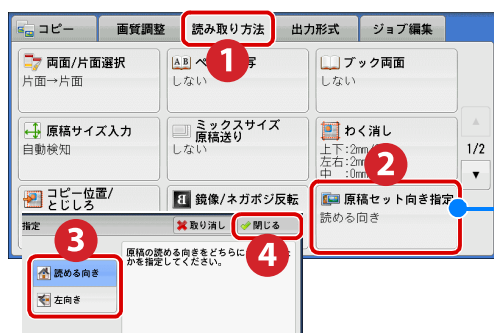 コピー 画質調整 読み取り方法 出力形式 ジョブ編集
1
両面/片面選択
片面→片面
しない
ブック両面
しない
原稿サイズ入力
自動検知
ミックスサイズ
原稿送り
しない
わく消し
上下:2mm
左右:2mm
中 :0mm
2
1/2
コピー位置/
とじしろ
鏡像/ネガポジ反転
原稿セット向き指定
読める向き
指定
取り消し
閉じる
3
4
読める向き
左向き
原稿の読める向きをどちらに
かを指定してください。